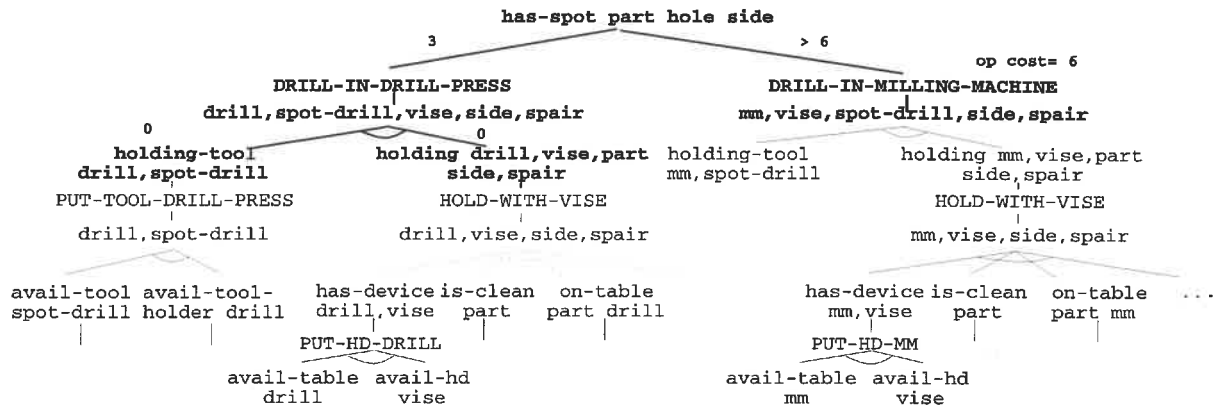 has-spot part hole side
3 > 6
op cost= 6
DRILL-IN-DRILL-PRESS DRILL-IN-MILLING-MACHINE
drill,spot-drill,vise,side,spair mm,vise,spot-drill,side,spair
0 0
holding-tool holding drill,vise,part holding-tool holding mm,vise,part
drill,spot-drill side,spair mm,spot-drill side,spair
PUT-TOOL-DRILL-PRESS HOLD-WITH-VISE HOLD-WITH-VISE
drill,spot-drill drill,vise,side,spair mm,vise,side,spair
avail-tool avail-tool- has-device is-clean on-table has-device is-clean on-table ...
spot-drill holder drill drill,vise part part drill mm,vise part part mm
PUT-HD-DRILL PUT-HD-MM
avail-table avail-hd avail-table avail-hd
drill vise mm vise